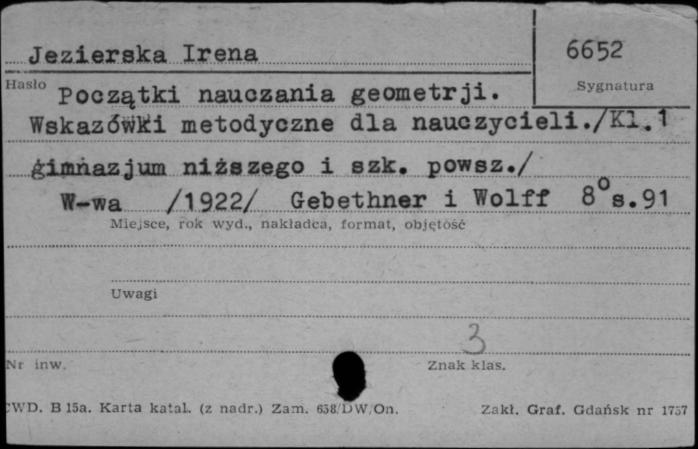 Jezierska Irena
6652
Hasło
Sygnatura
Początki nauczania geometrji.
Wskazówki metodyczne dla nauczycieli./Kl.1
gimnazjum niższego i szk. powsz./
W-wa /1922/ Gebethner i Wolff 8° s.91
Miejsce, rok wyd., nakładca, format, objętość
Uwagi
3
Nr inw.
Znak klas.
CWD. B 15a. Karta katal. (z nadr.) Zam. 638/DW/On.
Zakł. Graf. Gdańsk nr 1757